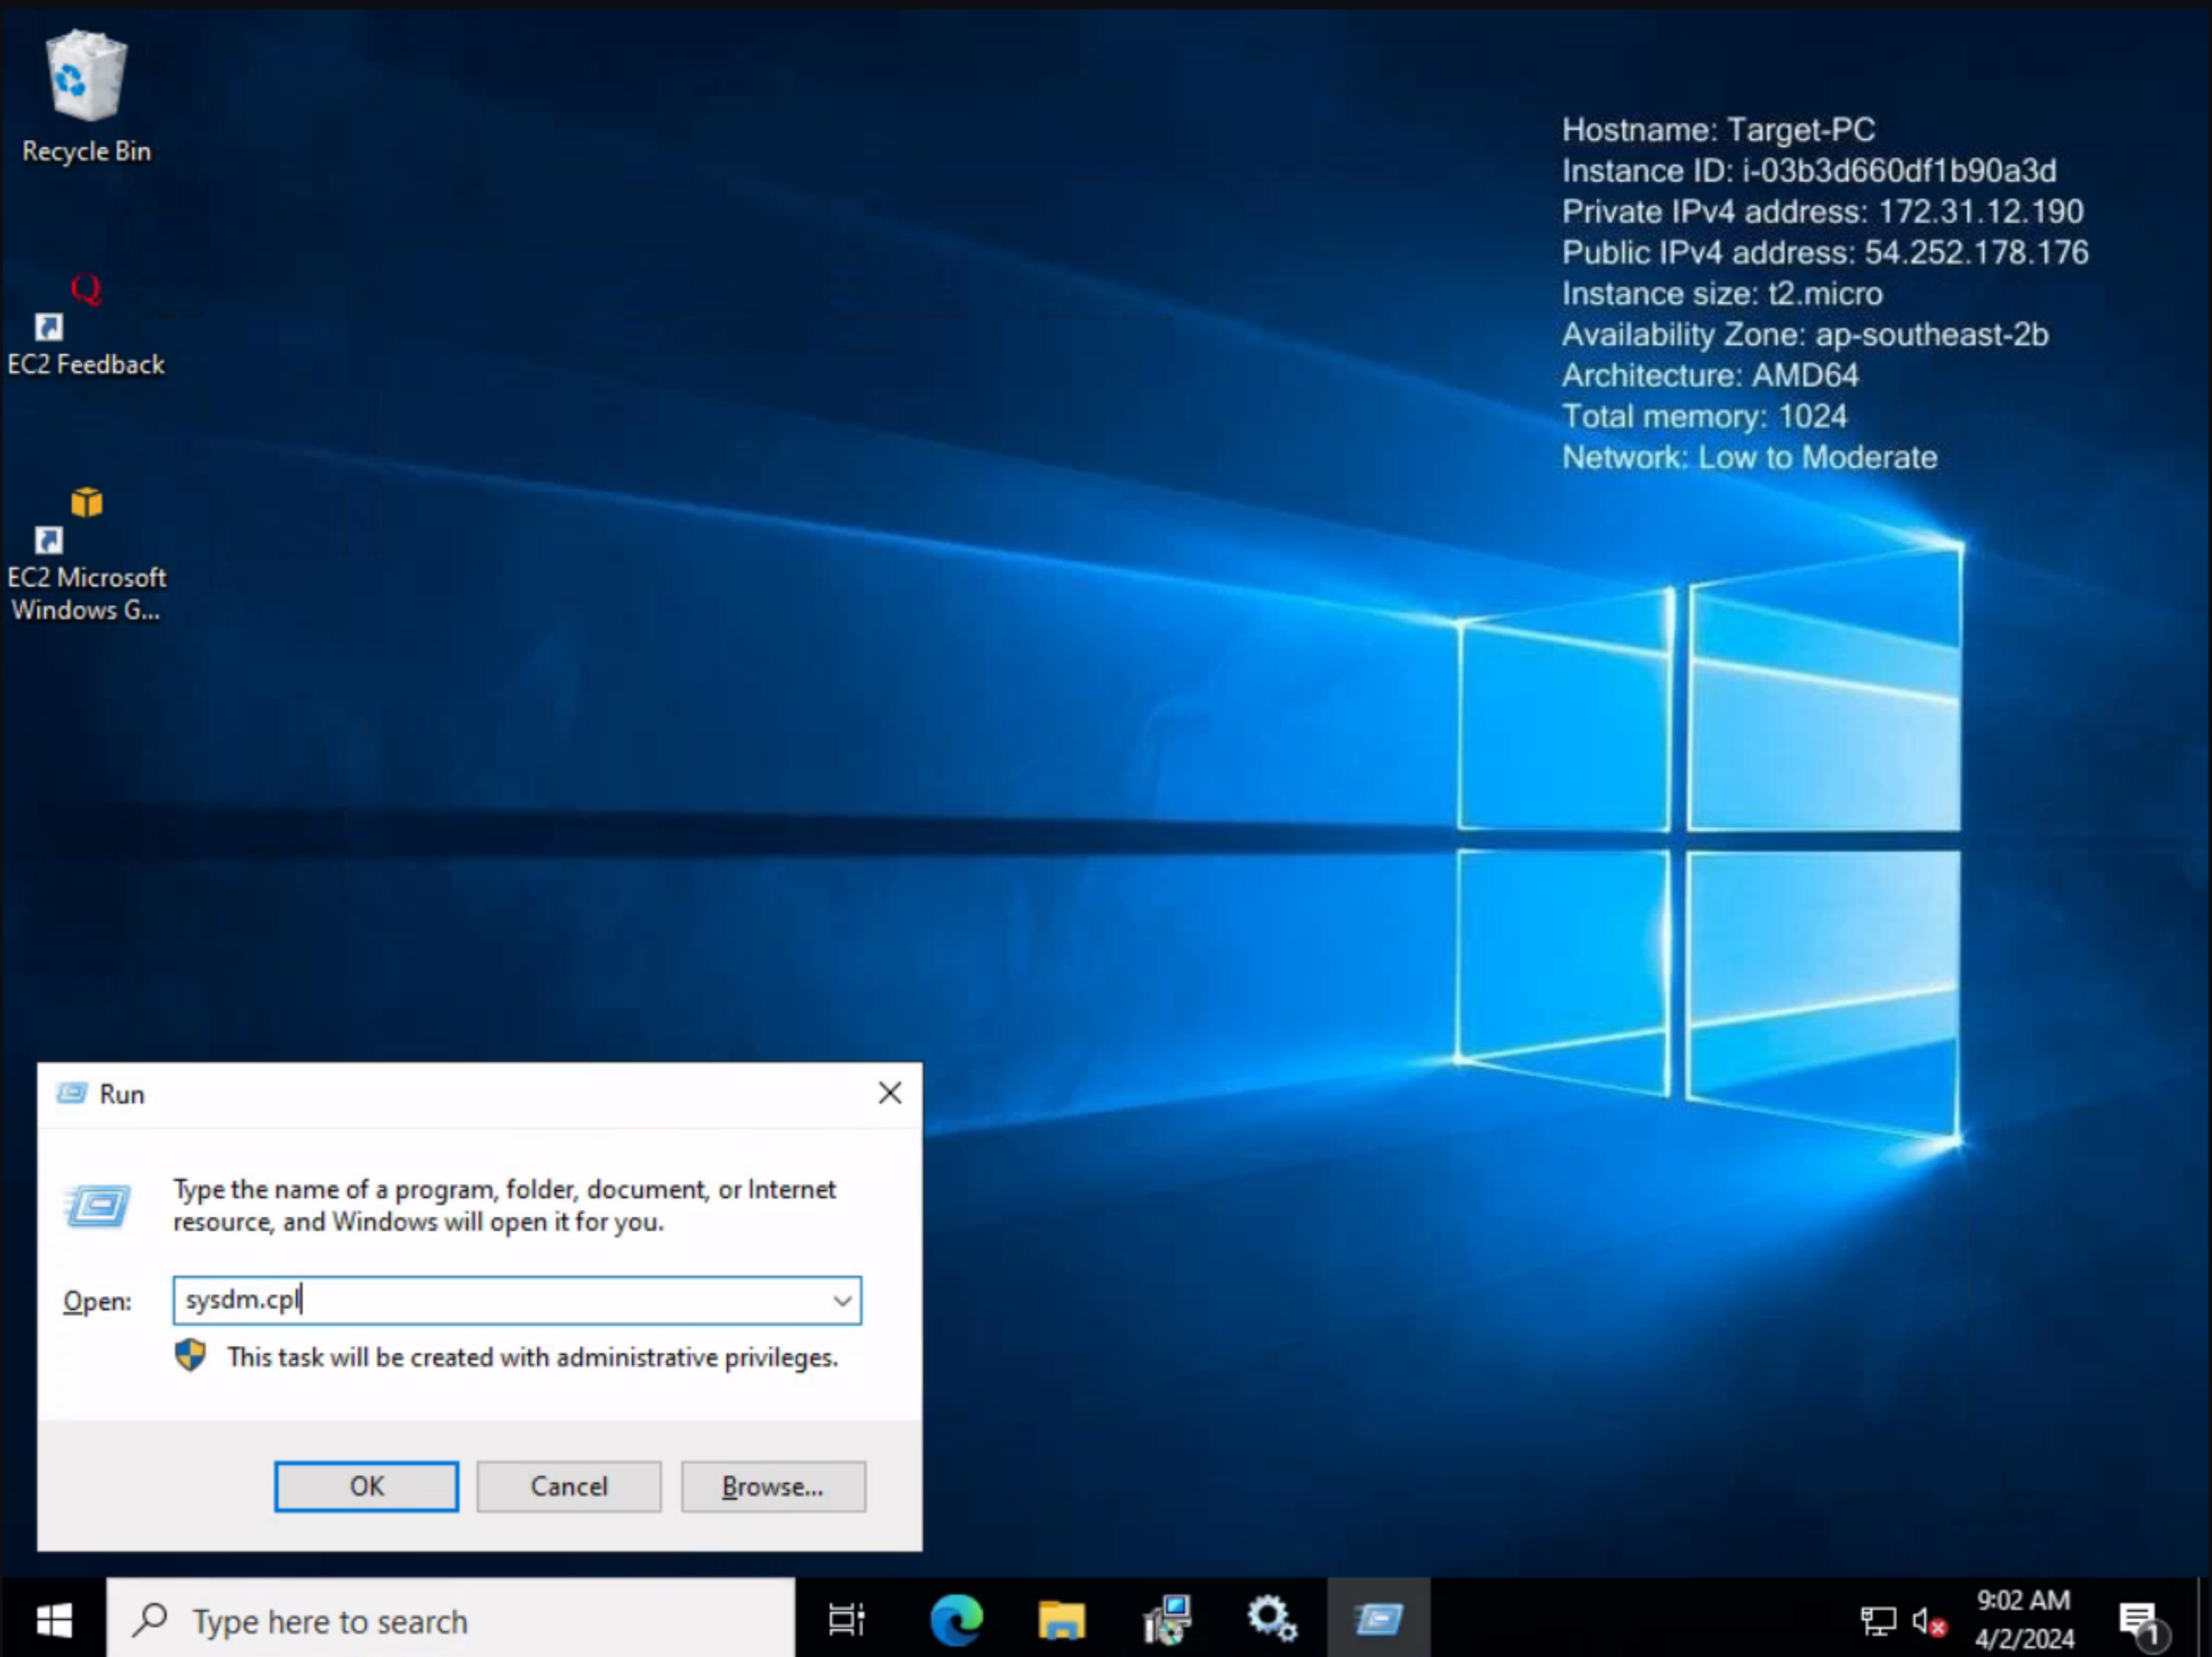 Recycle Bin
EC2 Feedback
EC2 Microsoft
Windows G...
Hostname: Target-PC
Instance ID: i-03b3d660df1b90a3d
Private IPv4 address: 172.31.12.190
Public IPv4 address: 54.252.178.176
Instance size: t2.micro
Availability Zone: ap-southeast-2b
Architecture: AMD64
Total memory: 1024
Network: Low to Moderate
Run
Type the name of a program, folder, document, or Internet
resource, and Windows will open it for you.
Open: sysdm.cpl
This task will be created with administrative privileges.
OK Cancel Browse...
Type here to search
9:02 AM
4/2/2024
1